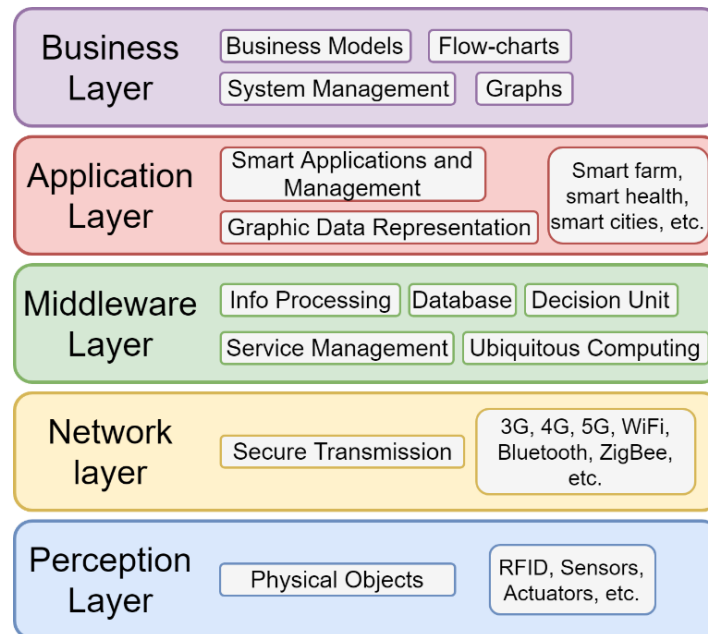 Business
Layer
Business Models
Flow-charts
System Management
Graphs
Application
Layer
Smart Applications and
Management
Graphic Data Representation
Smart farm,
smart health,
smart cities, etc.
Middleware
Layer
Info Processing
Database
Decision Unit
Service Management
Ubiquitous Computing
Network
layer
Secure Transmission
3G, 4G, 5G, WiFi,
Bluetooth, ZigBee,
etc.
Perception
Layer
Physical Objects
RFID, Sensors,
Actuators, etc.